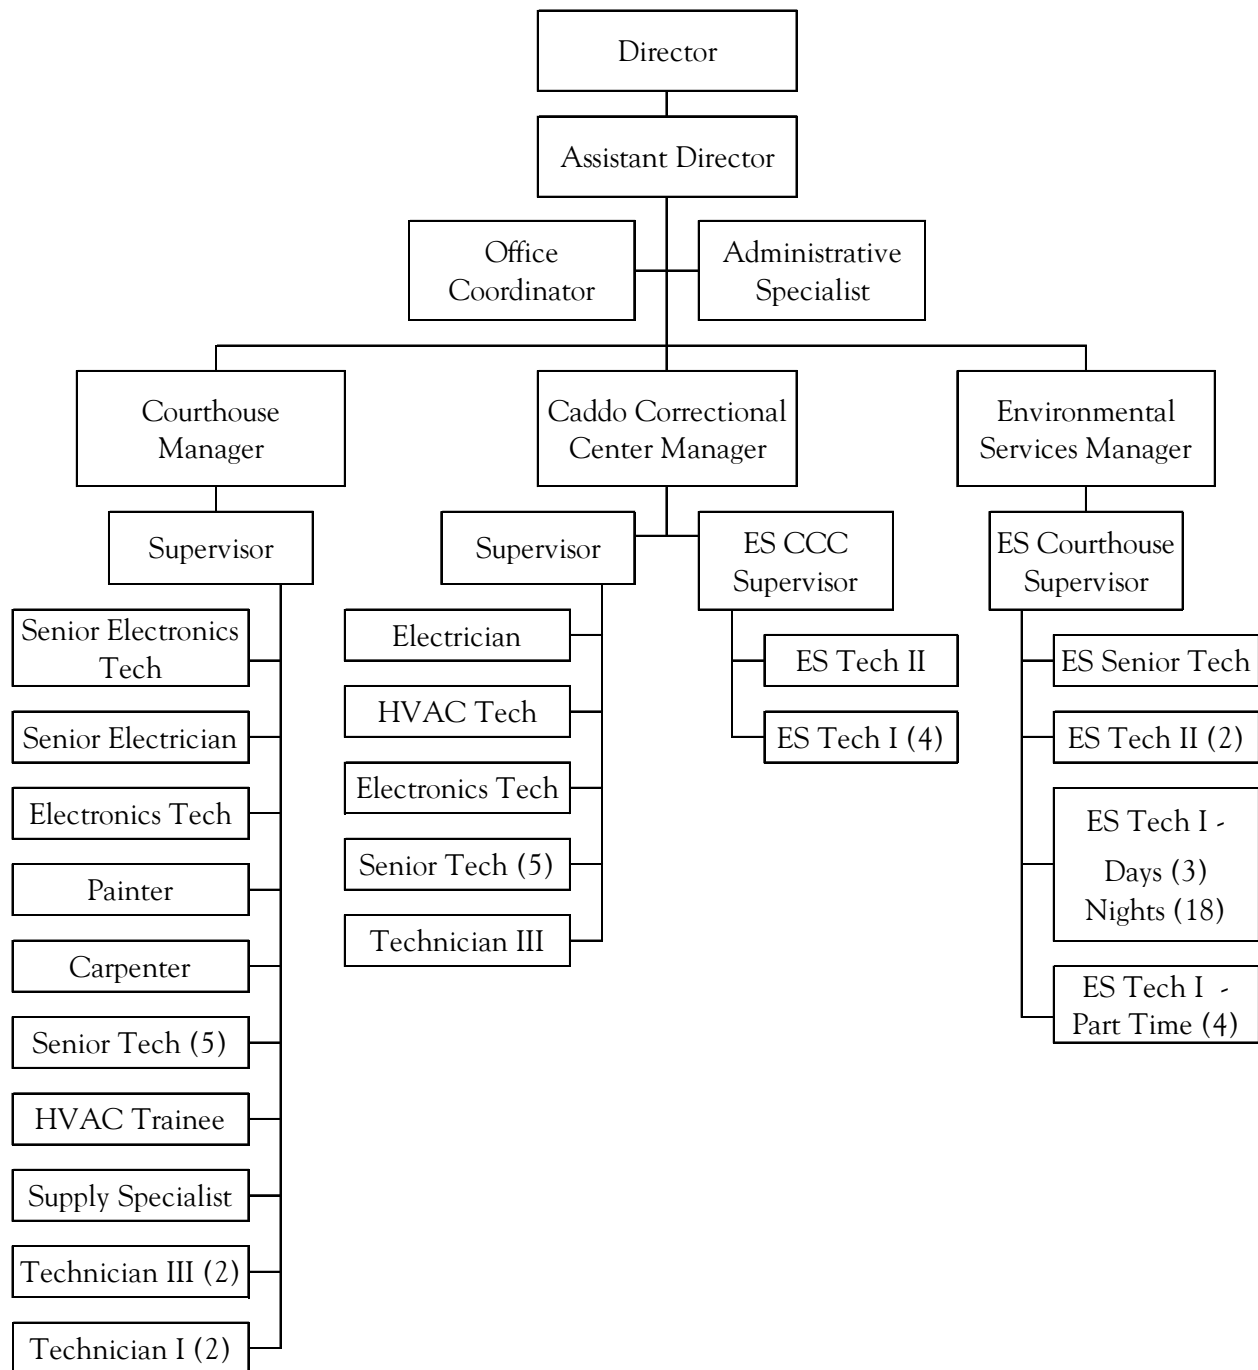 Director
Assistant Director
Office
Coordinator
Administrative
Specialist
Courthouse
Manager
Caddo Correctional
Center Manager
Environmental
Services Manager
Supervisor
Supervisor
ES CCC
Supervisor
ES Courthouse
Supervisor
Senior Electronics
Tech
Senior Electrician
Electronics Tech
Painter
Carpenter
Senior Tech (5)
HVAC Trainee
Supply Specialist
Technician III (2)
Technician I (2)
Electrician
HVAC Tech
Electronics Tech
Senior Tech (5)
Technician III
ES Tech II
ES Tech I (4)
ES Senior Tech
ES Tech II (2)
ES Tech I -
Days (3)
Nights (18)
ES Tech I -
Part Time (4)